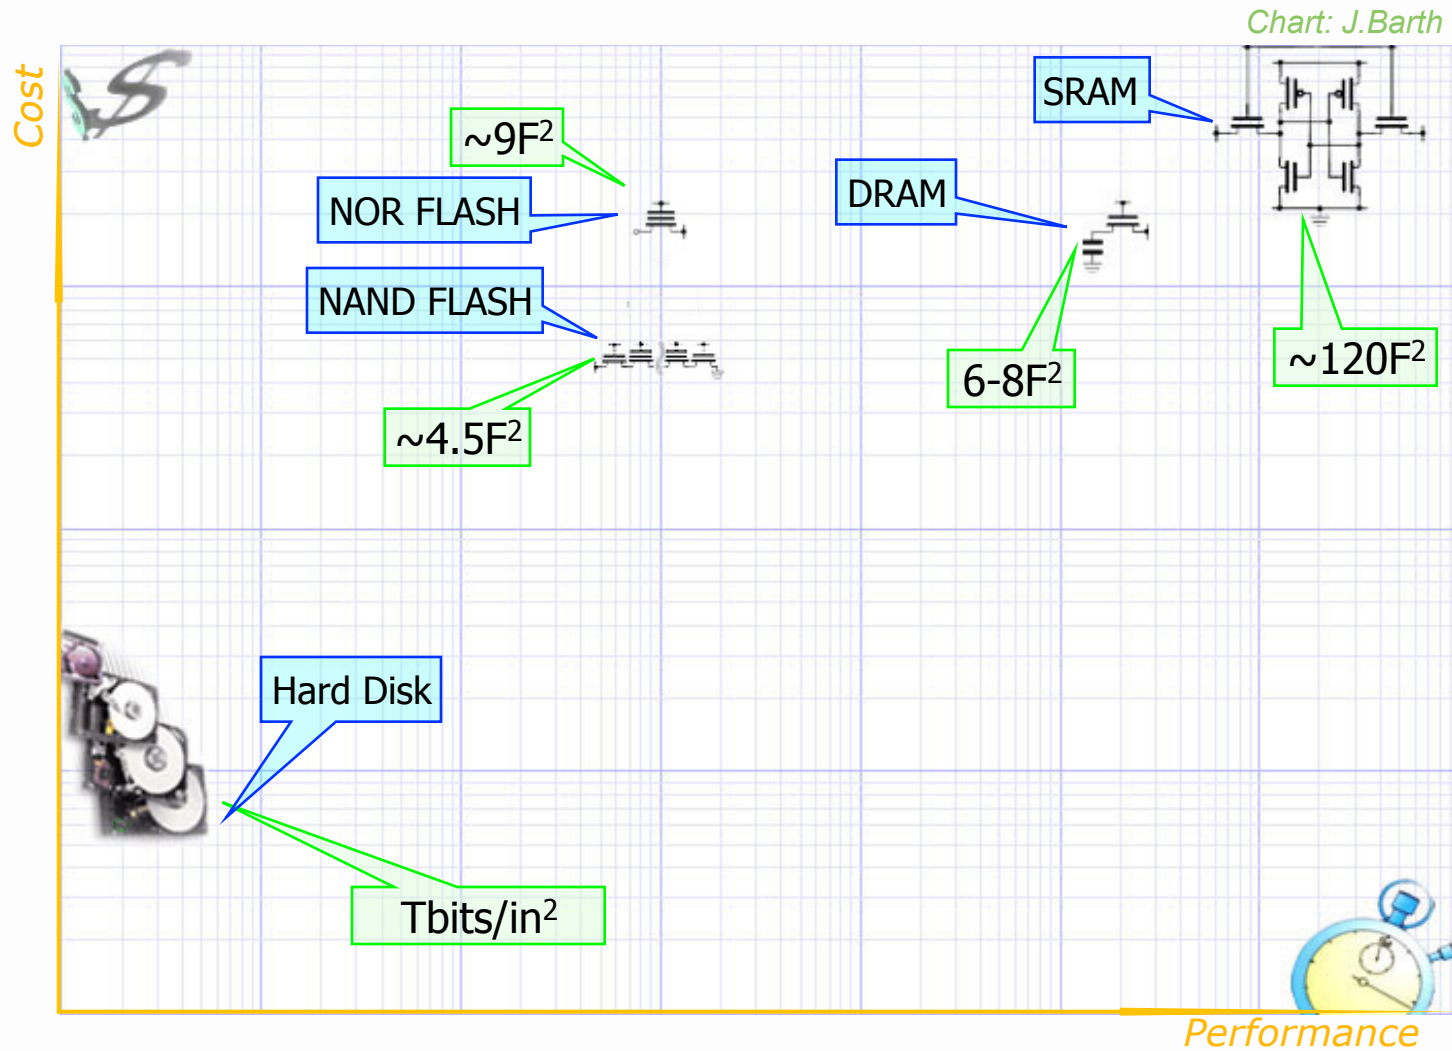 Chart: J.Barth
Cost
SRAM
~9F²
DRAM
NOR FLASH
NAND FLASH
~120F²
6-8F²
~4.5F²
Hard Disk
Tbits/in²
Performance